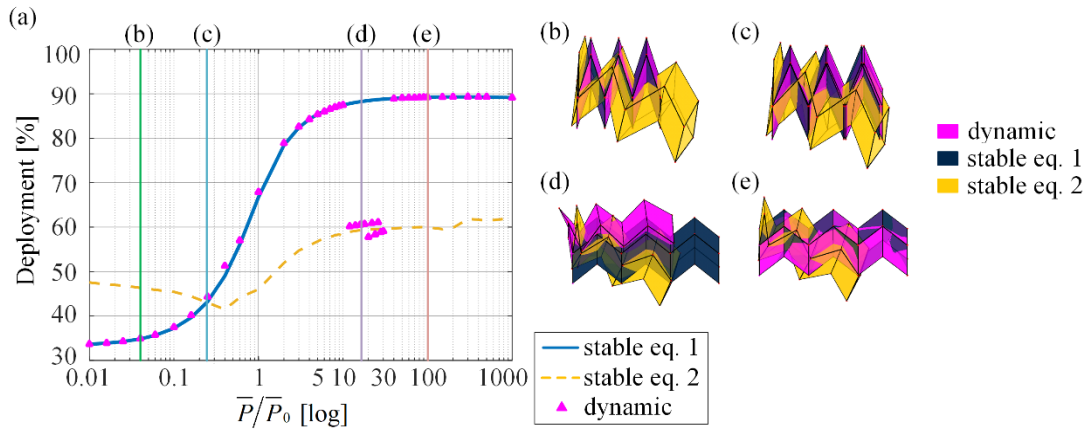 (a)
(b) (c) (d) (e)
100
90
80
70
60
50
40
30
Deployment [%]
0.01 0.1 1 5 10 30 100 1000
P̅/P̅₀ [log]
stable eq. 1
stable eq. 2
dynamic
(b)
(c)
(d)
(e)
dynamic
stable eq. 1
stable eq. 2